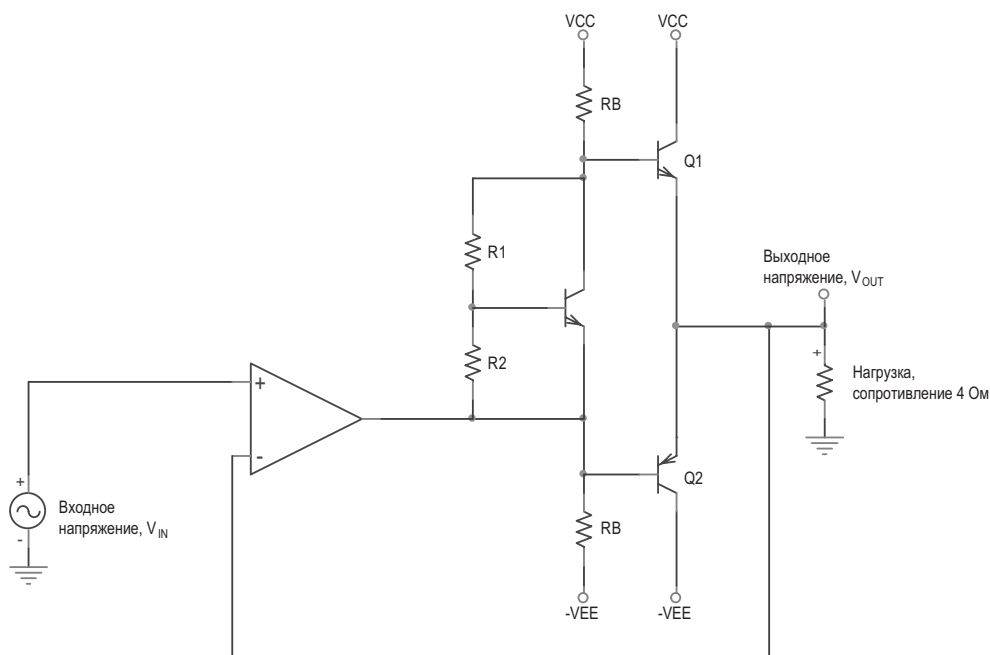 VCC
VCC
RB
Q1
R1
Выходное
напряжение, VOUT
R2
+
Нагрузка,
сопротивление 4 Ом
+
-
+
Входное
напряжение, VIN
-
Q2
RB
-VEE
-VEE